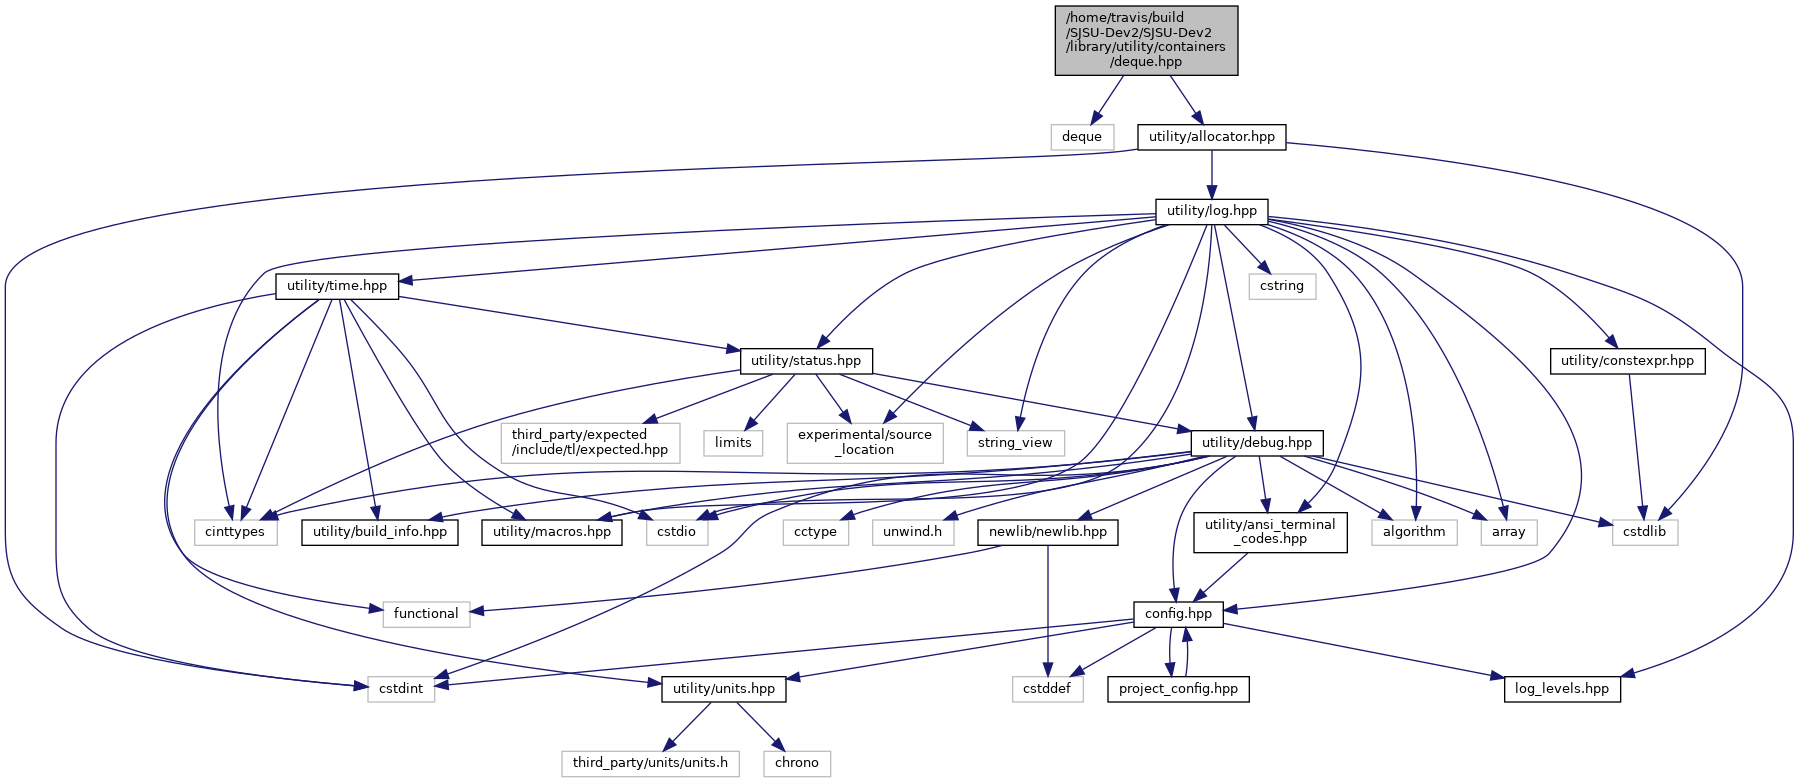 /home/travis/build
/SJSU-Dev2/SJSU-Dev2
/library/utility/containers
/deque.hpp
deque
utility/allocator.hpp
utility/log.hpp
utility/time.hpp
cstring
utility/status.hpp
utility/constexpr.hpp
third_party/expected
/include/tl/expected.hpp
limits
experimental/source
_location
string_view
utility/debug.hpp
cinttypes
utility/build_info.hpp
utility/macros.hpp
cstdio
cctype
unwind.h
newlib/newlib.hpp
utility/ansi_terminal
_codes.hpp
algorithm
array
cstdlib
functional
config.hpp
cstdint
utility/units.hpp
cstddef
project_config.hpp
log_levels.hpp
third_party/units/units.h
chrono